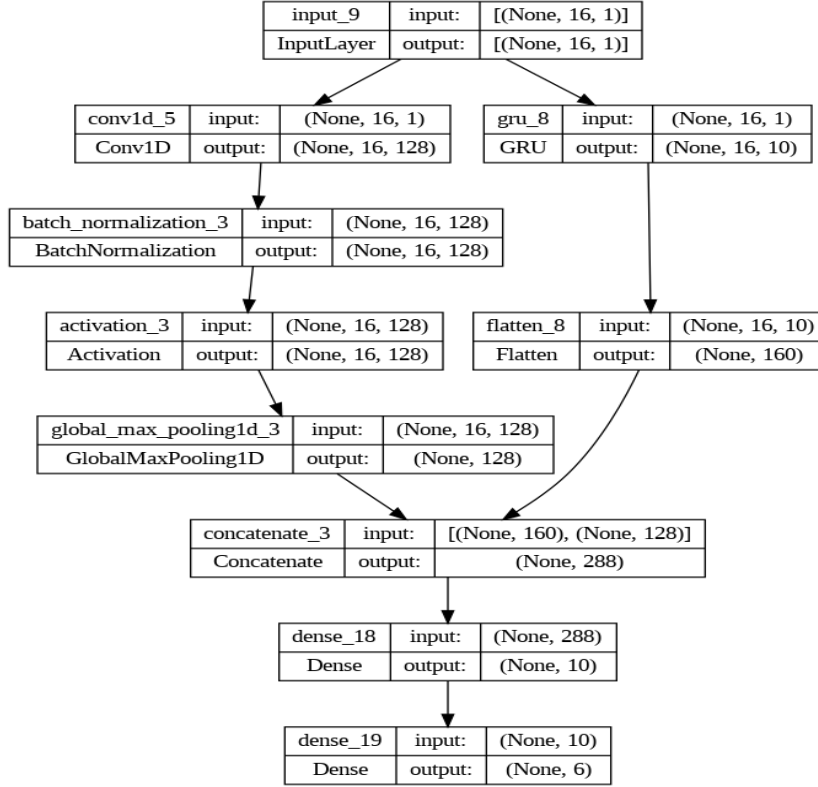 input_9 input: [(None, 16, 1)]
InputLayer output: [(None, 16, 1)]
conv1d_5 input: (None, 16, 1)
Conv1D output: (None, 16, 128)
gru_8 input: (None, 16, 1)
GRU output: (None, 16, 10)
batch_normalization_3 input: (None, 16, 128)
BatchNormalization output: (None, 16, 128)
activation_3 input: (None, 16, 128)
Activation output: (None, 16, 128)
flatten_8 input: (None, 16, 10)
Flatten output: (None, 160)
global_max_pooling1d_3 input: (None, 16, 128)
GlobalMaxPooling1D output: (None, 128)
concatenate_3 input: [(None, 160), (None, 128)]
Concatenate output: (None, 288)
dense_18 input: (None, 288)
Dense output: (None, 10)
dense_19 input: (None, 10)
Dense output: (None, 6)